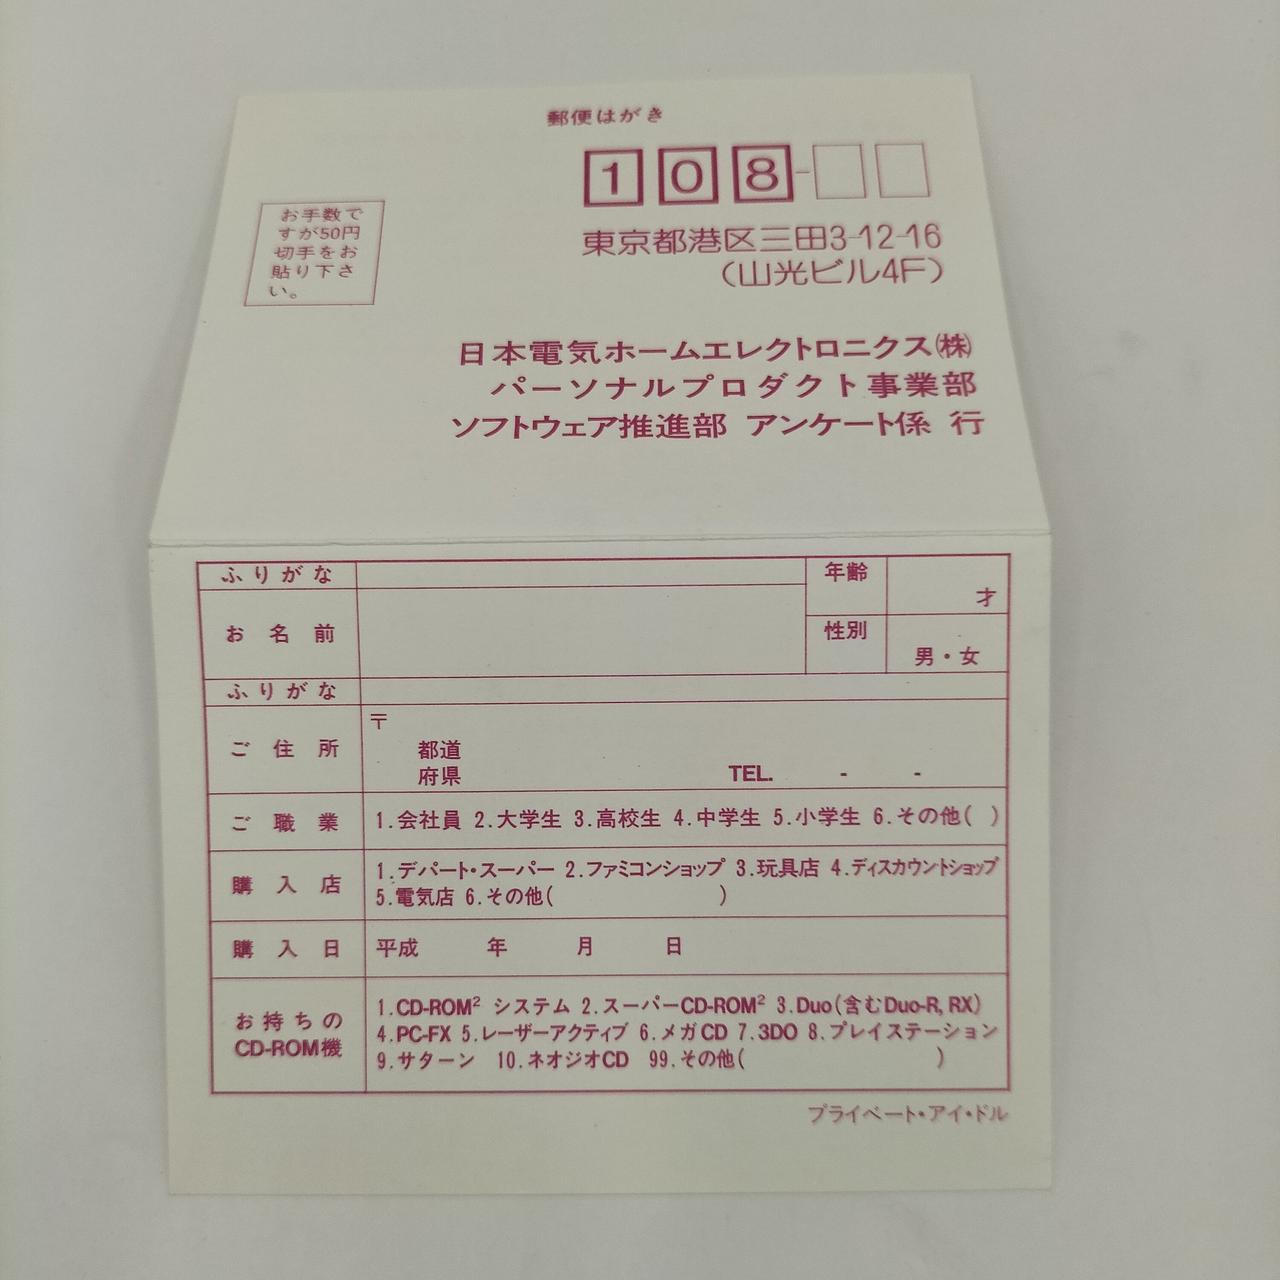 郵便はがき
108-
お手数で
すが50円
切手をお
貼り下さ
い。
東京都港区三田3-12-16
(山光ビル4F)
日本電気ホームエレクトロニクス(株)
パーソナルプロダクト事業部
ソフトウェア推進部 アンケート係 行
ふりがな
年齢
才
お名前
性別
男・女
ふりがな
ご住所
〒
都道
府県
TEL. - -
ご職業
1.会社員 2.大学生 3.高校生 4.中学生 5.小学生 6.その他( )
購入店
1.デパート・スーパー 2.ファミコンショップ 3.玩具店 4.ディスカウントショップ
5.電気店 6.その他( )
購入日
平成 年 月 日
お持ちの
CD-ROM機
1.CD-ROM² システム 2.スーパーCD-ROM² 3.Duo(含むDuo-R, RX)
4.PC-FX 5.レーザーアクティブ 6.メガCD 7.3DO 8.プレイステーション
9.サターン 10.ネオジオCD 99.その他( )
プライベート・アイ・ドル